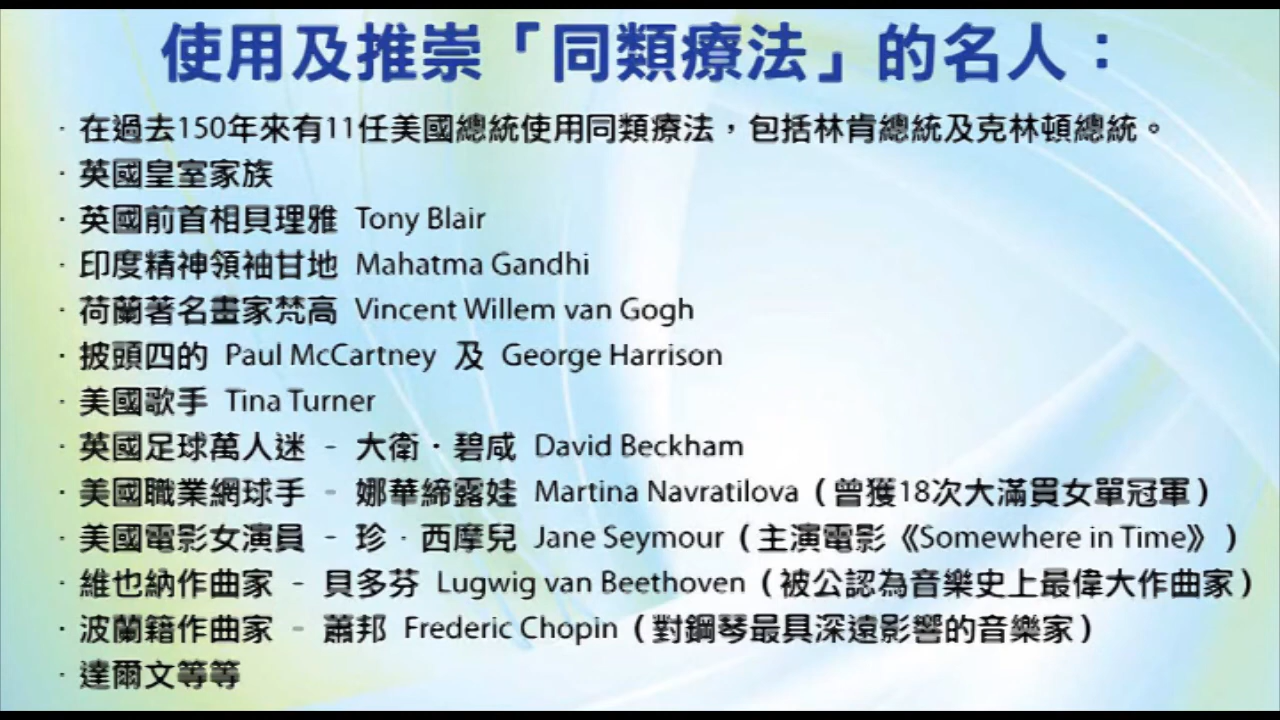 使用及推崇「同類療法」的名人：
· 在過去150年來有11任美國總統使用同類療法，包括林肯總統及克林頓總統。
· 英國皇室家族
· 英國前首相貝理雅 Tony Blair
· 印度精神領袖甘地 Mahatma Gandhi
· 荷蘭著名畫家梵高 Vincent Willem van Gogh
· 披頭四的 Paul McCartney 及 George Harrison
· 美國歌手 Tina Turner
· 英國足球萬人迷 - 大衛・碧咸 David Beckham
· 美國職業網球手 - 娜華締露娃 Martina Navratilova（曾獲18次大滿貫女單冠軍）
· 美國電影女演員 - 珍・西摩兒 Jane Seymour（主演電影《Somewhere in Time》）
· 維也納作曲家 - 貝多芬 Lugwig van Beethoven（被公認為音樂史上最偉大作曲家）
· 波蘭籍作曲家 - 蕭邦 Frederic Chopin（對鋼琴最具深遠影響的音樂家）
· 達爾文等等